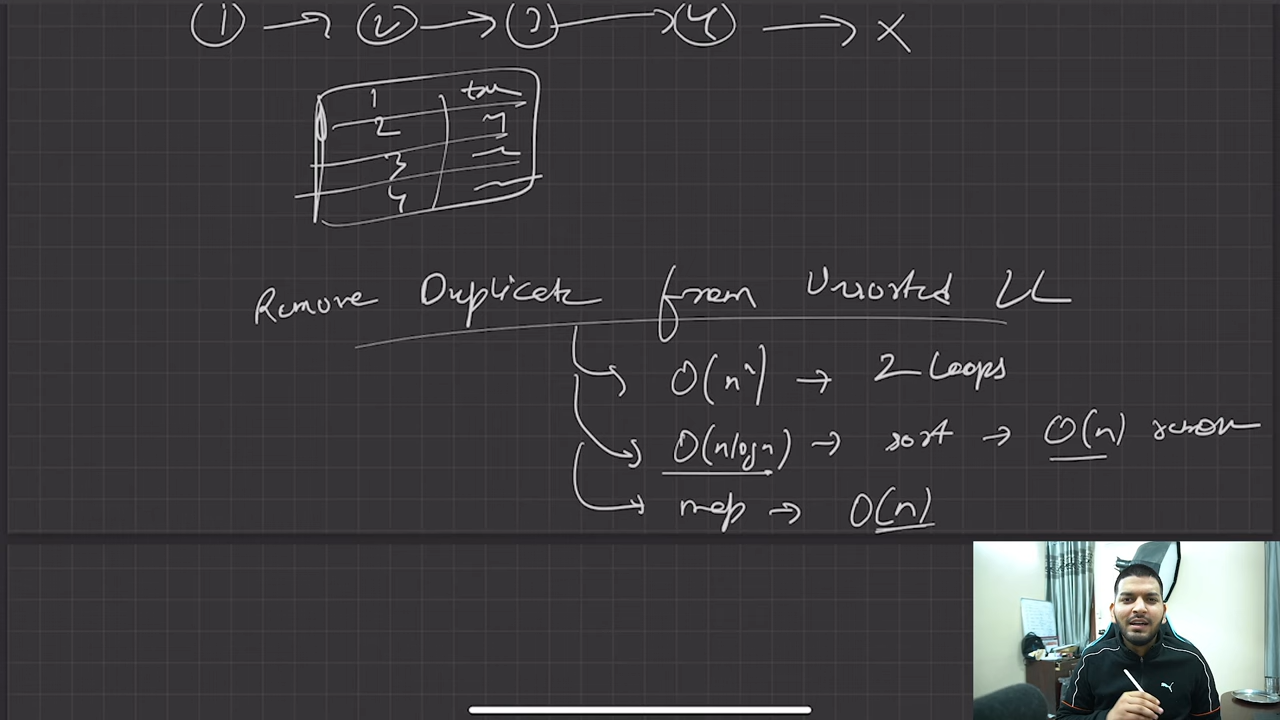 1 → 2 → 3 → 4 → X
1
2
3
4
Remove Duplicate from Unsorted LL
O(n²) → 2 Loops
O(nlogn) → sort → O(n)
map → O(n)